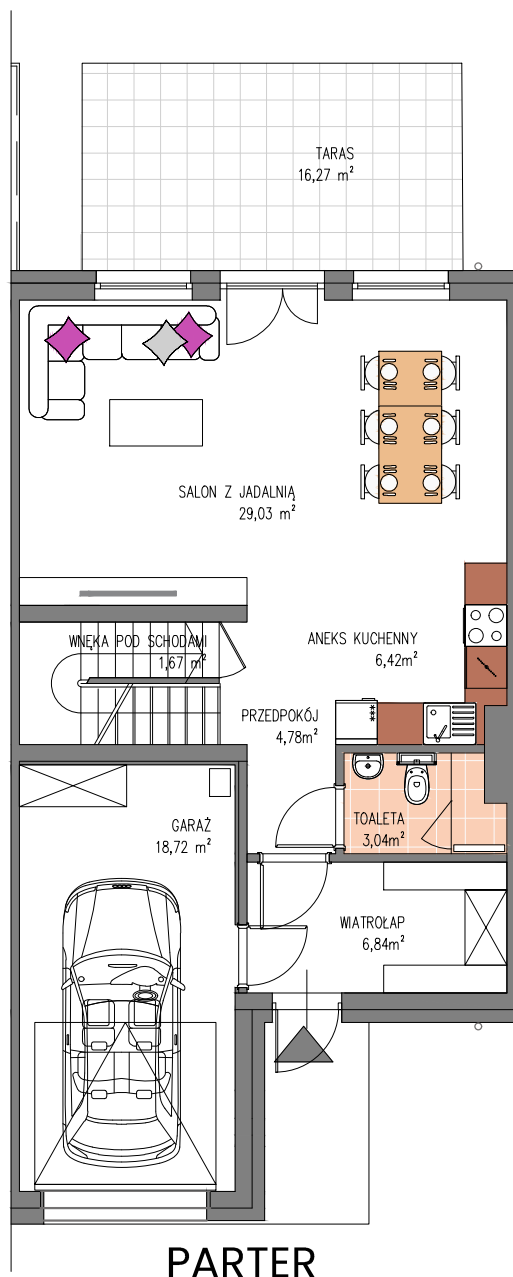 TARAS
16,27 m²
SALON Z JADALNIĄ
29,03 m²
WNĘKA POD SCHODAMI
1,67 m²
ANEKS KUCHENNY
6,42m²
PRZEDPOKÓJ
4,78m²
GARAŻ
18,72 m²
TOALETA
3,04m²
WIATROŁAP
6,84m²
PARTER